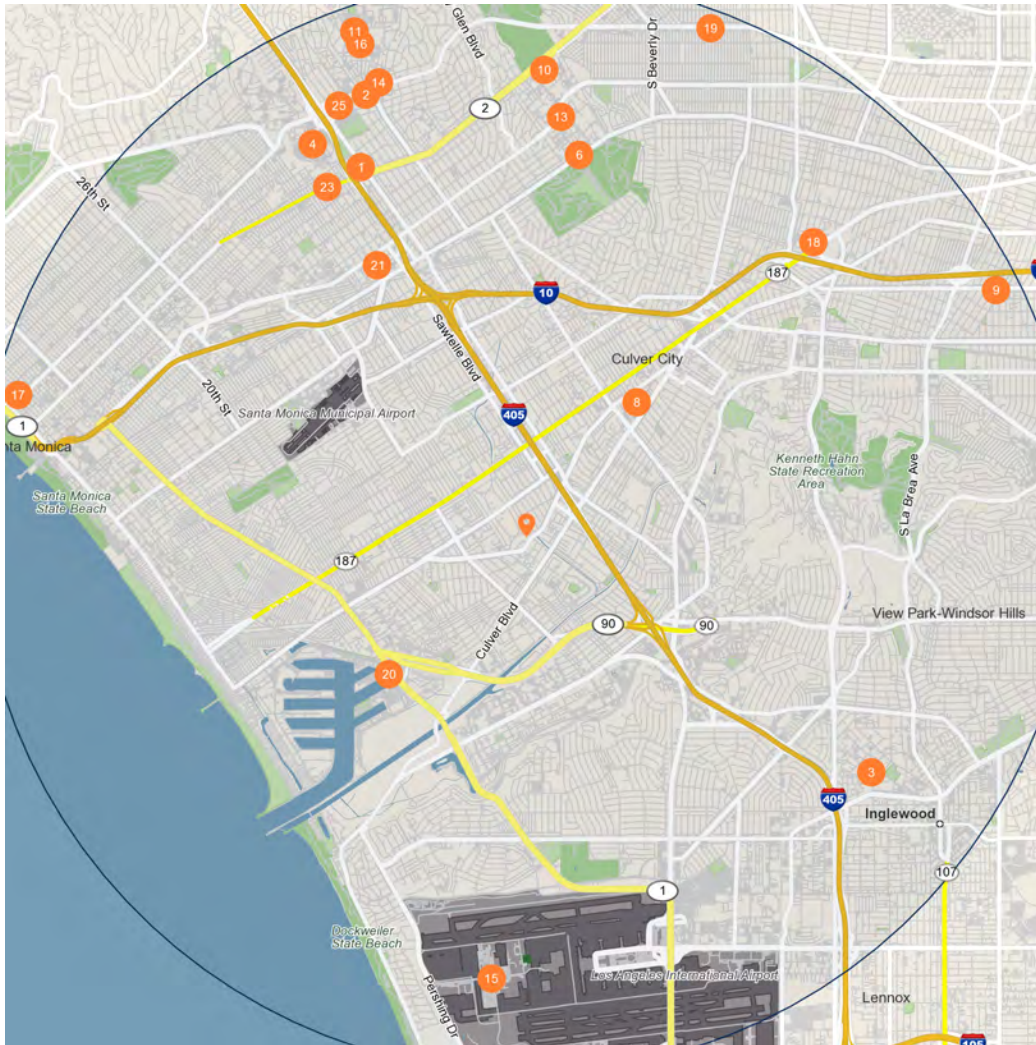 11
16
Glen Blvd
19
S Beverly Dr
10
14
2
25
2
13
4
1
6
26th St
23
21
18
187
9
10
Sawtelle Blvd
Culver City
20th St
17
Santa Monica Municipal Airport
8
405
1
nta Monica
Kenneth Hahn
State Recreation
Area
S La Brea Ave
Santa Monica
State Beach
187
Culver Blvd
90
90
View Park-Windsor Hills
20
3
405
Inglewood
107
1
Dockweiler
State Beach
15
Los Angeles International Airport
Pershing Dr
Lennox
105